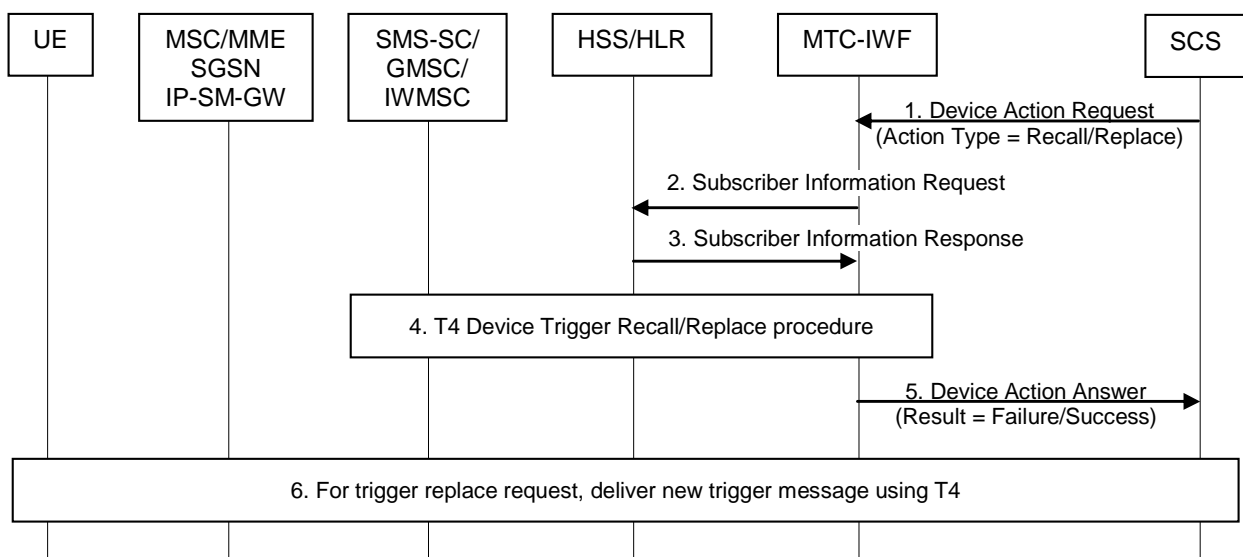 UE
MSC/MME
SGSN
IP-SM-GW
SMS-SC/
GMSC/
IWMSC
HSS/HLR
MTC-IWF
SCS
1. Device Action Request
(Action Type = Recall/Replace)
2. Subscriber Information Request
3. Subscriber Information Response
4. T4 Device Trigger Recall/Replace procedure
5. Device Action Answer
(Result = Failure/Success)
6. For trigger replace request, deliver new trigger message using T4